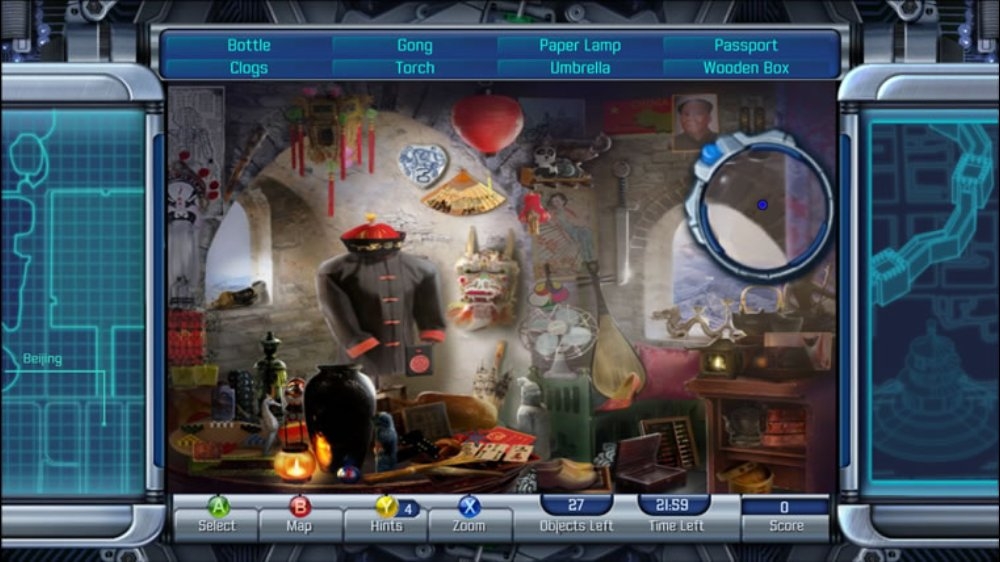 Bottle Gong Paper Lamp Passport
Clogs Torch Umbrella Wooden Box
CHINA
Beijing
A B Y 4 X 27 21:59 0
Select Map Hints Zoom Objects Left Time Left Score